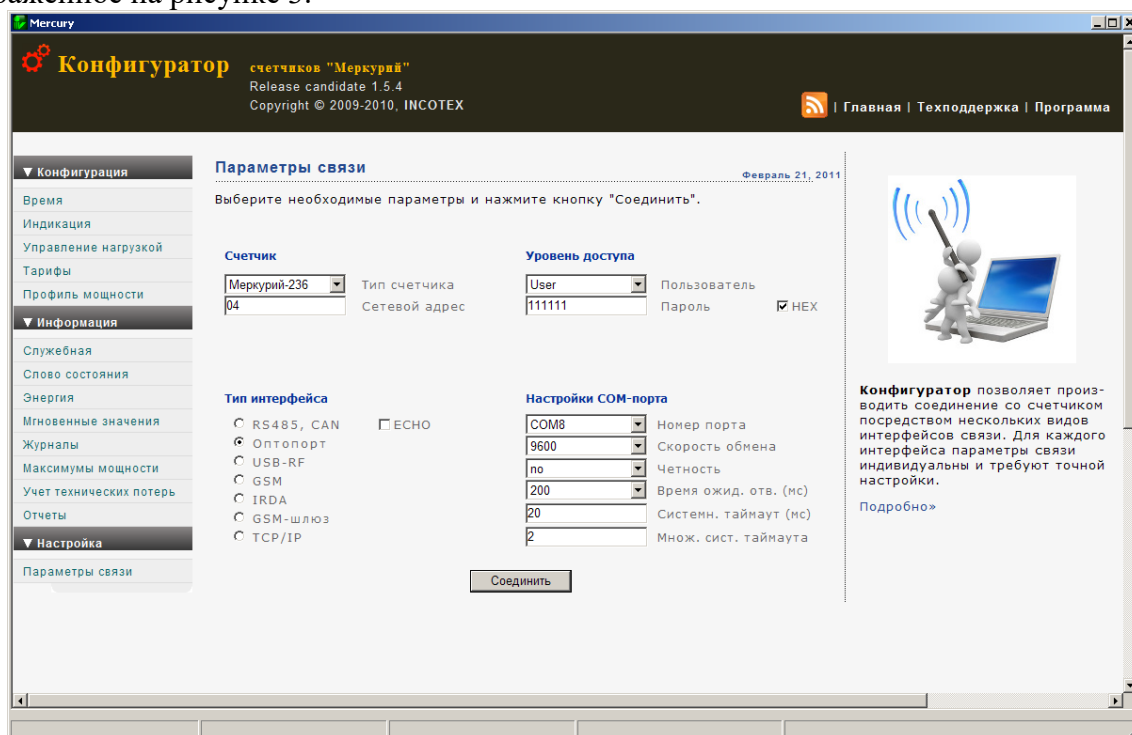 раженное на рисунке 3.
Mercury
Конфигуратор
счетчиков "Меркурий"
Release candidate 1.5.4
Copyright © 2009-2010, INCOTEX
| Главная | Техподдержка | Программа
▼ Конфигурация
Время
Индикация
Управление нагрузкой
Тарифы
Профиль мощности
▼ Информация
Служебная
Слово состояния
Энергия
Мгновенные значения
Журналы
Максимумы мощности
Учет технических потерь
Отчеты
▼ Настройка
Параметры связи
Параметры связи
Февраль 21, 2011
Выберите необходимые параметры и нажмите кнопку "Соединить".
Счетчик
Меркурий-236 Тип счетчика
04 Сетевой адрес
Уровень доступа
User Пользователь
111111 Пароль HEX
Тип интерфейса
RS485, CAN ECHO
Оптопорт
USB-RF
GSM
IRDA
GSM-шлюз
TCP/IP
Настройки COM-порта
COM8 Номер порта
9600 Скорость обмена
no Четность
200 Время ожид. отв. (мс)
20 Системн. таймаут (мс)
2 Множ. сист. таймаута
Соединить
Конфигуратор позволяет произ-
водить соединение со счетчиком
посредством нескольких видов
интерфейсов связи. Для каждого
интерфейса параметры связи
индивидуальны и требуют точной
настройки.
Подробно»